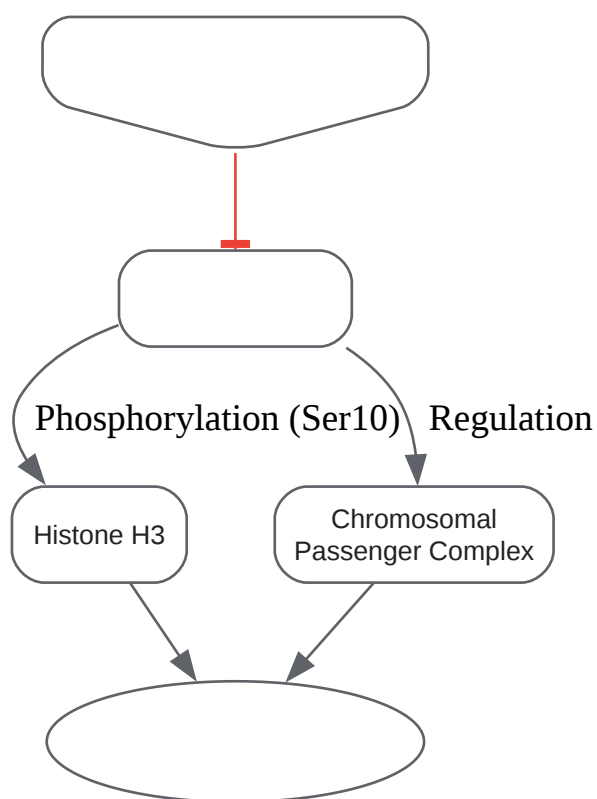 Phosphorylation (Ser10)
Regulation
Histone H3
Chromosomal
Passenger Complex